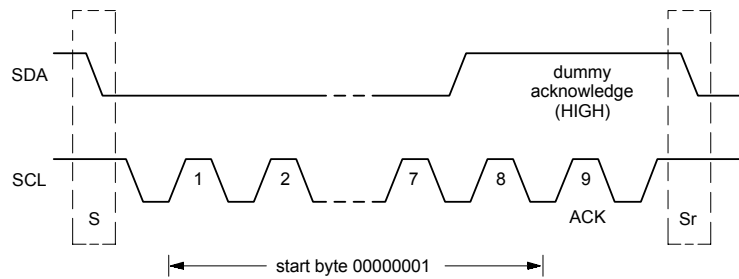 SDA
dummy
acknowledge
(HIGH)
SCL
1
2
7
8
9
S
ACK
Sr
start byte 00000001